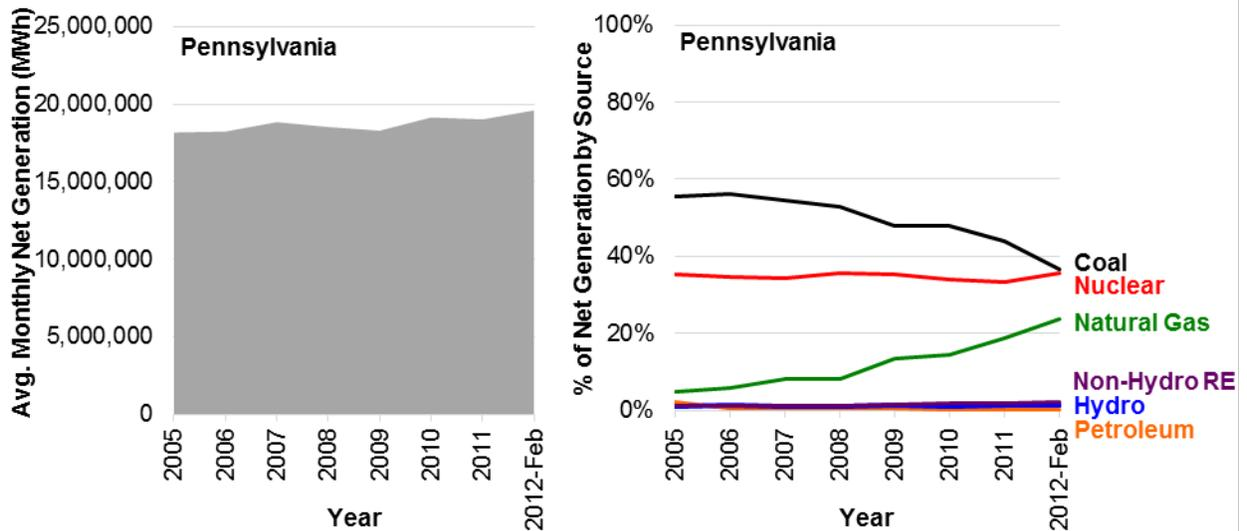 Avg. Monthly Net Generation (MWh)
25,000,000
20,000,000
15,000,000
10,000,000
5,000,000
0
Pennsylvania
2005
2006
2007
2008
2009
2010
2011
2012-Feb
Year
% of Net Generation by Source
100%
80%
60%
40%
20%
0%
Pennsylvania
Coal
Nuclear
Natural Gas
Non-Hydro RE
Hydro
Petroleum
2005
2006
2007
2008
2009
2010
2011
2012-Feb
Year